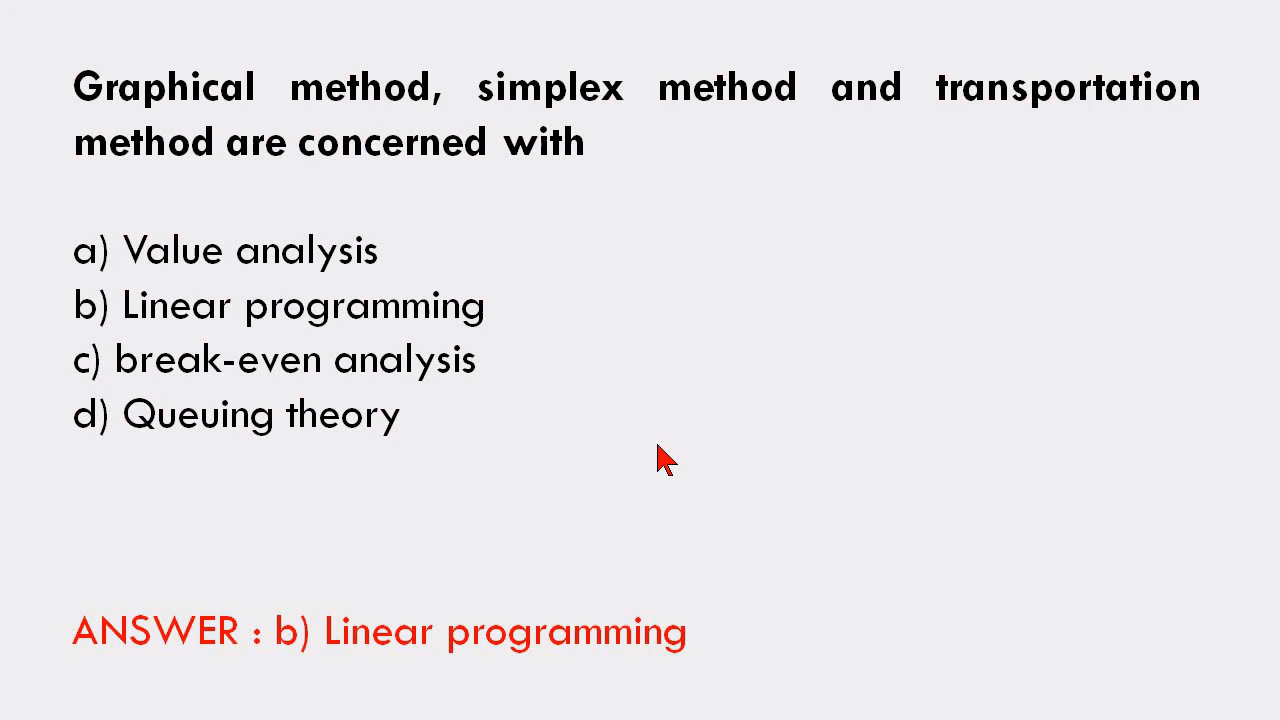 Graphical method, simplex method and transportation
method are concerned with
a) Value analysis
b) Linear programming
c) break-even analysis
d) Queuing theory
ANSWER : b) Linear programming